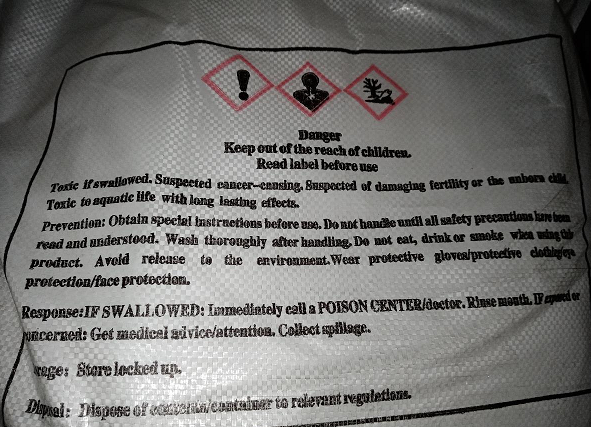 Danger
Keep out of the reach of children.
Read label before use
Toxic if swallowed. Suspected cancer-causing. Suspected of damaging fertility or the unborn child.
Toxic to aquatic life with long lasting effects.
Prevention: Obtain special instructions before use. Do not handle until all safety precautions have been
read and understood. Wash thoroughly after handling. Do not eat, drink or smoke when using this
product. Avoid release to the environment.Wear protective gloves/protective clothing/eye
protection/face protection.
Response:IF SWALLOWED: Immediately call a POISON CENTER/doctor. Rinse mouth. IF exposed or
concerned: Get medical advice/attention. Collect spillage.
Store locked up.
Disposal: Dispose of contents/container to relevant regulations.